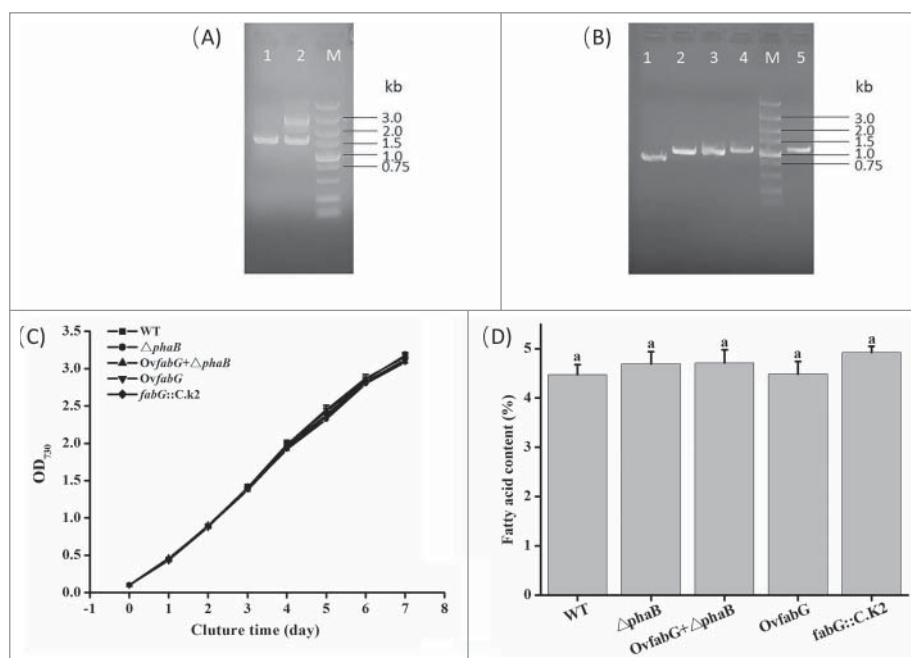 (A)
1 2 M
kb
3.0
2.0
1.5
1.0
0.75
(B)
1 2 3 4 M 5
kb
3.0
2.0
1.5
1.0
0.75
(C)
3.5
3.0
2.5
2.0
1.5
1.0
0.5
0.0
OD730
WT
△phaB
OvfabG+△phaB
OvfabG
fabG::C.k2
-1 0 1 2 3 4 5 6 7 8
Cluture time (day)
(D)
5
4
3
2
1
0
Fatty acid content (%)
a a a a a
WT
△phaB
OvfabG+△phaB
OvfabG
fabG::C.K2